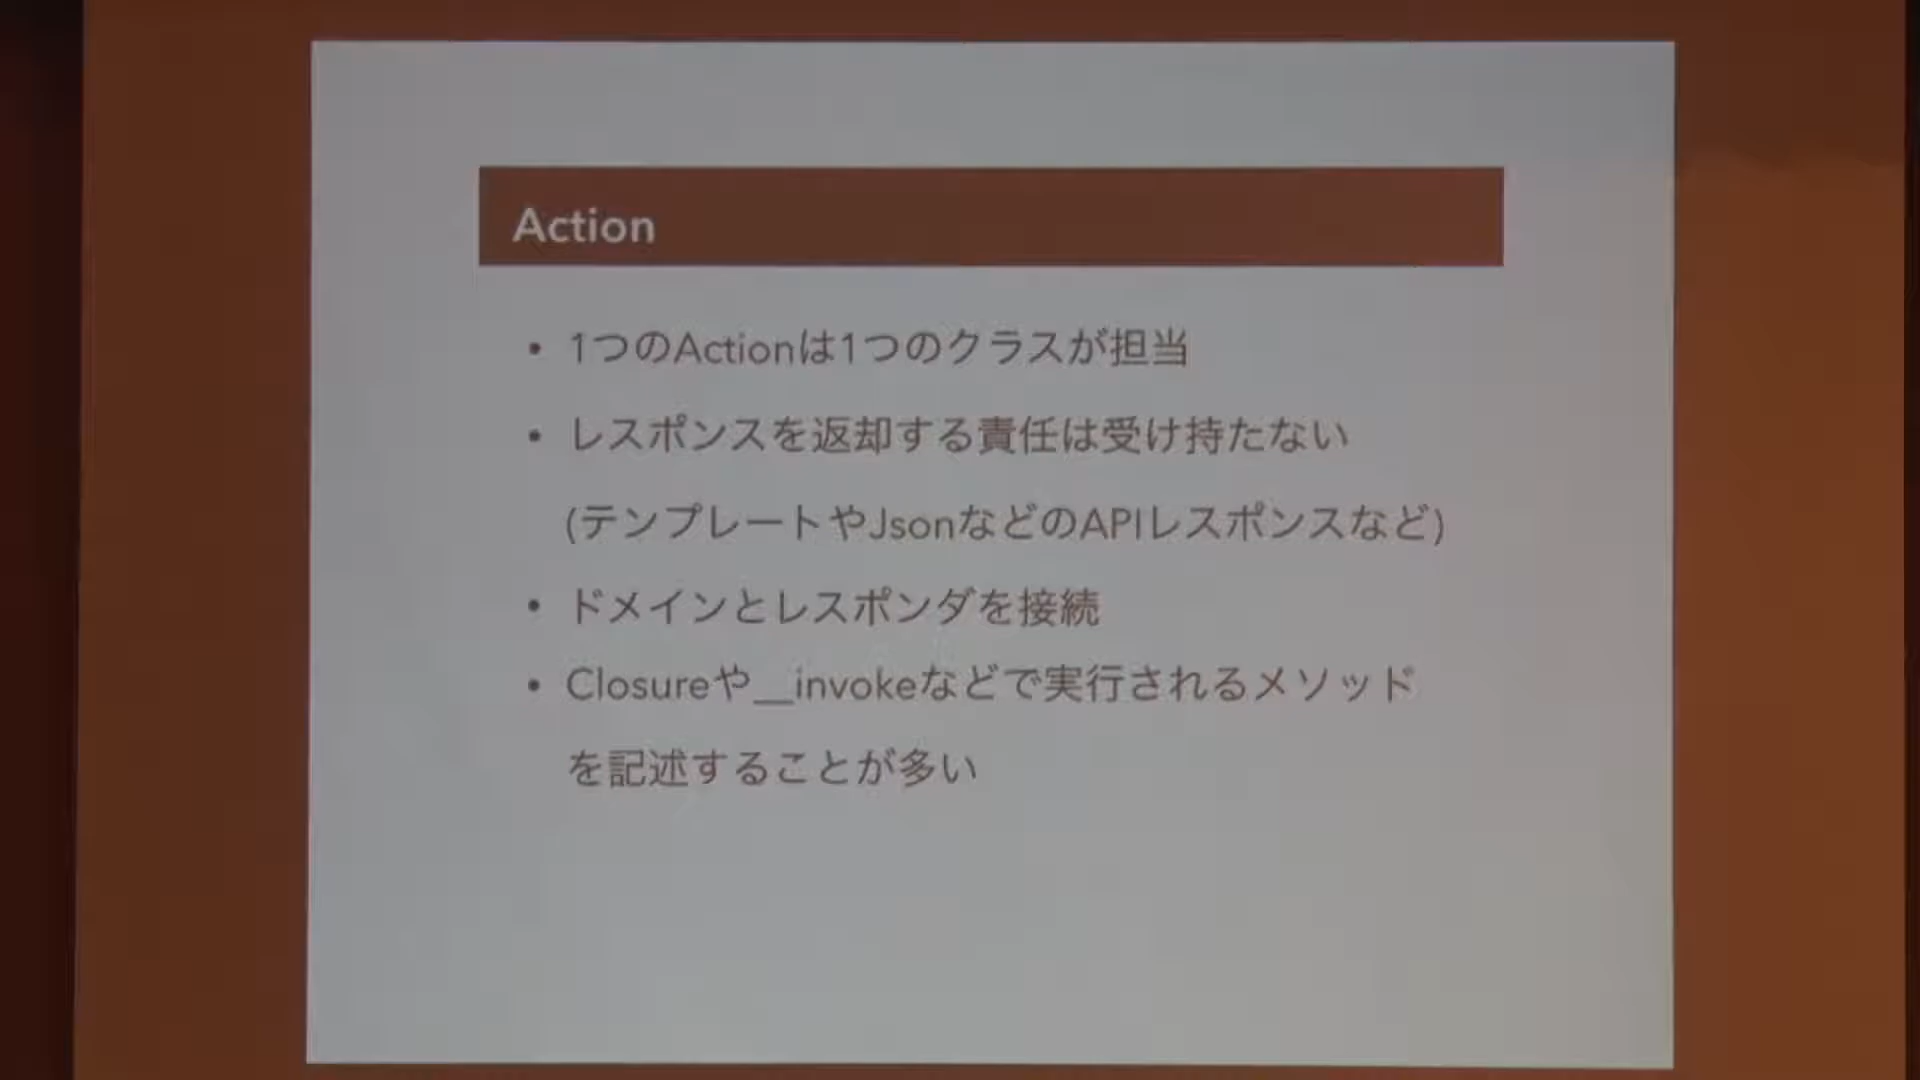 Action
• 1つのActionは1つのクラスが担当
• レスポンスを返却する責任は受け持たない
(テンプレートやJsonなどのAPIレスポンスなど)
• ドメインとレスポンダを接続
• Closureや__invokeなどで実行されるメソッド
を記述することが多い